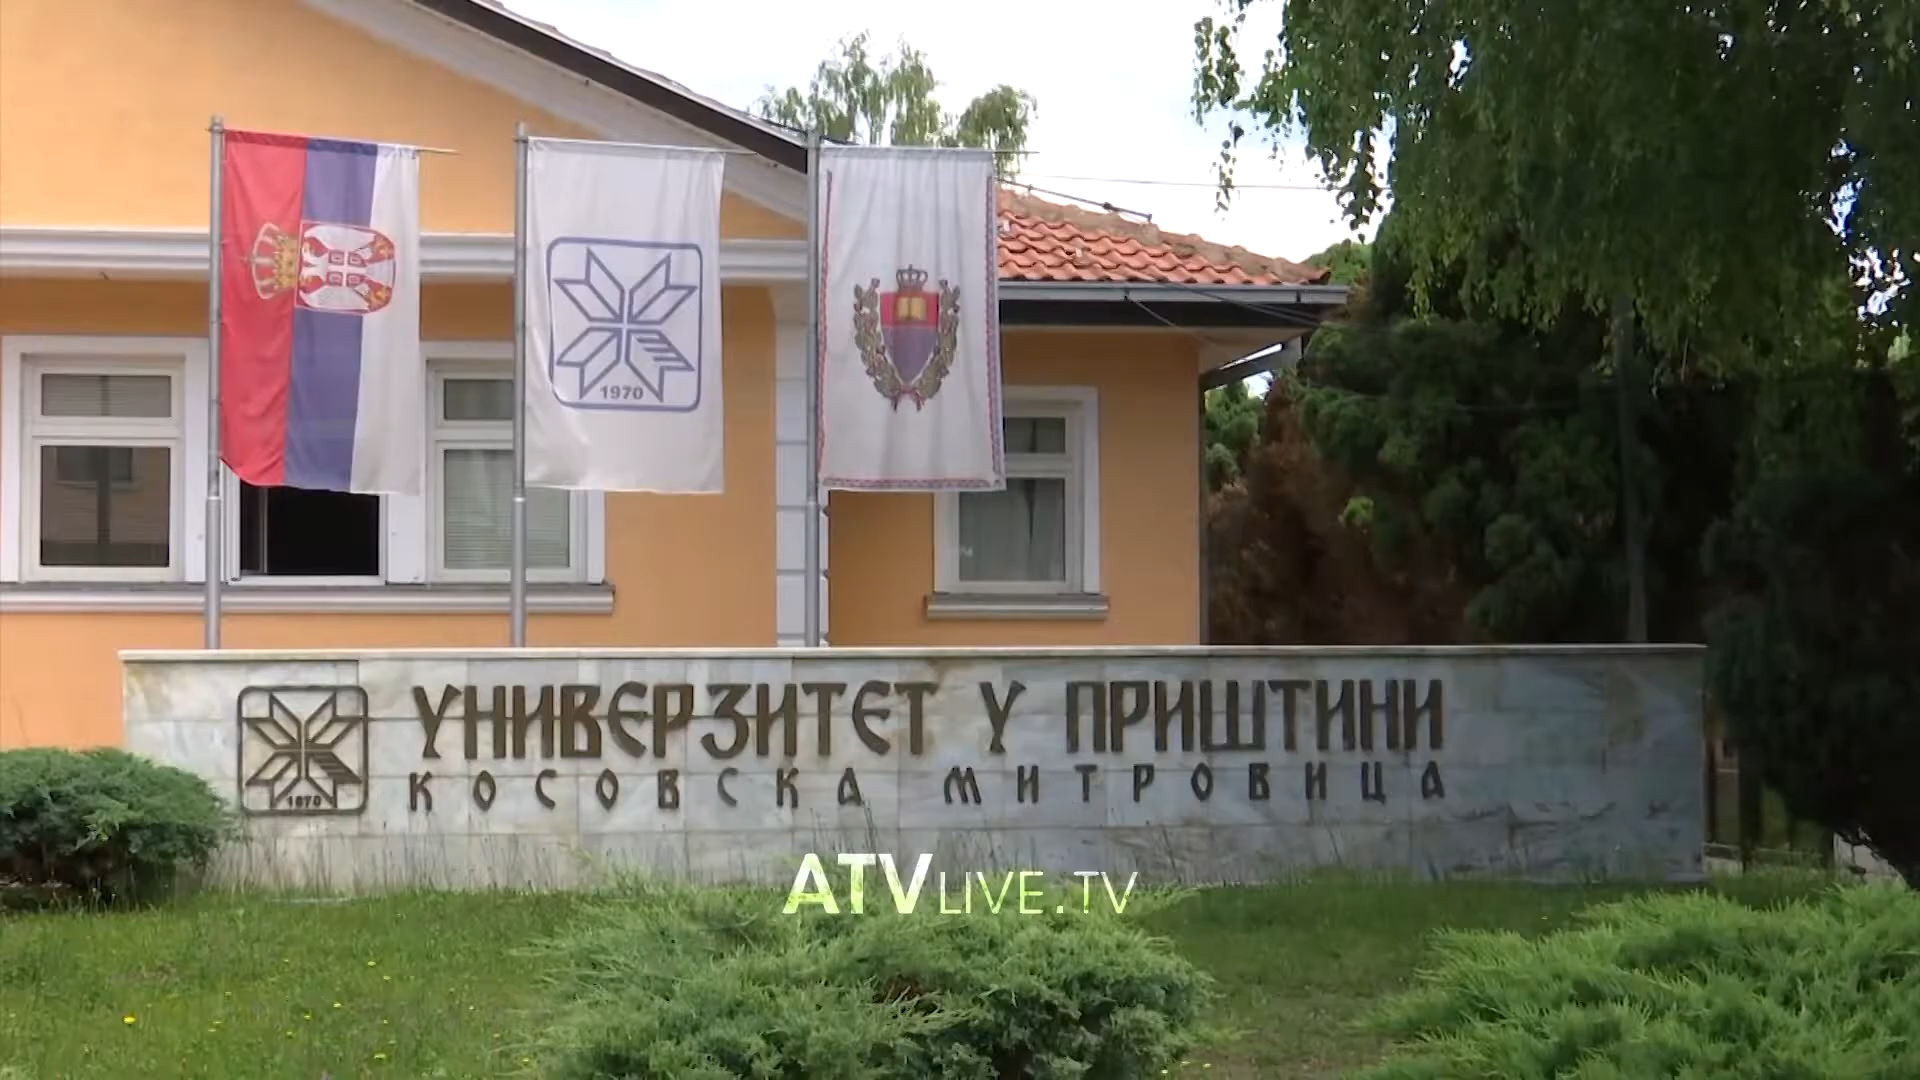 1970
УНИВЕРЗИТЕТ У ПРИШТИНИ
КОСОВСКА МИТРОВИЦА
1970
ATVLIVE.TV